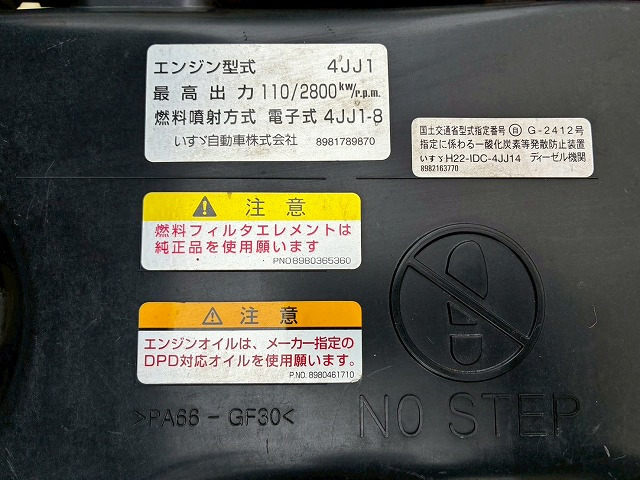 エンジン型式 4JJ1
最高出力 110/2800 kW/r.p.m.
燃料噴射方式 電子式 4JJ1-8
いすゞ自動車株式会社 8981789870
国土交通省型式指定番号 自 G-2412号
指定に係わる一酸化炭素等発散防止装置
いすゞH22-IDC-4JJ14 ディーゼル機関
8982163770
注意
燃料フィルタエレメントは
純正品を使用願います
PNO.8980365360
注意
エンジンオイルは、メーカー指定の
DPD対応オイルを使用願います。
P.NO. 8980461710
>PA66-GF30<
NO STEP